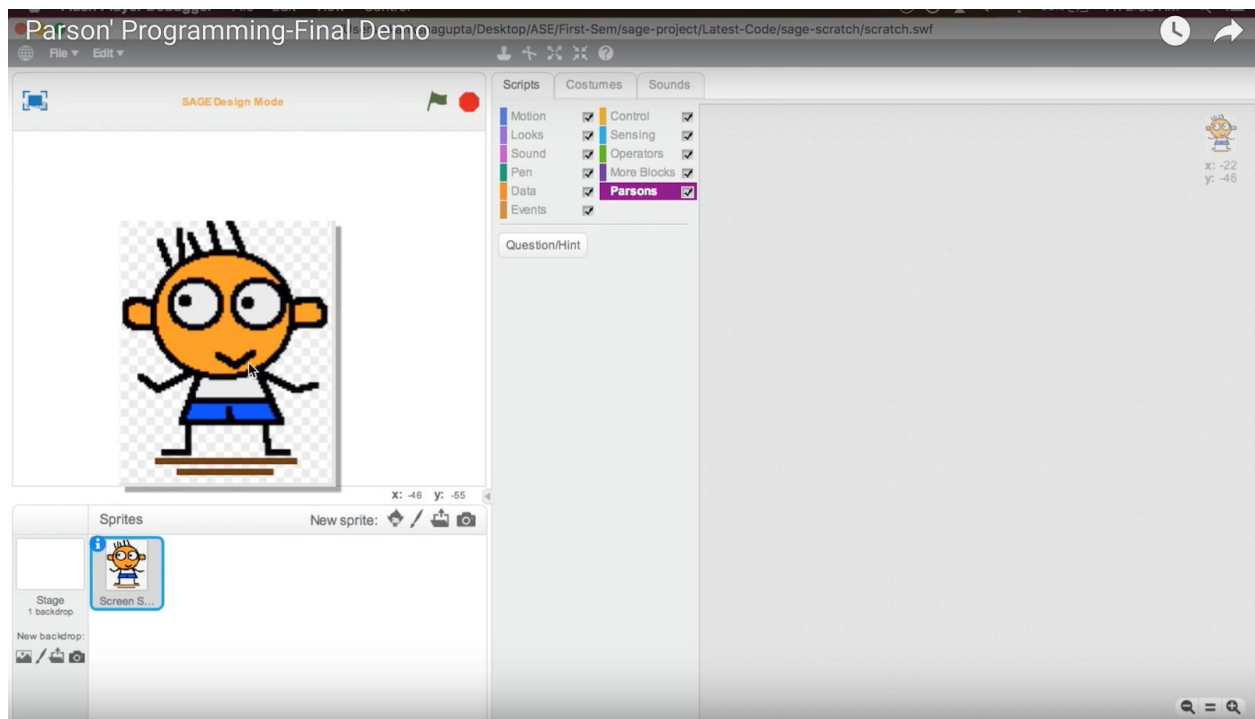 Parson' Programming-Final Demo
agupta/Desktop/ASE/First-Sem/sage-project/Latest-Code/sage-scratch/scratch.swf
File Edit
SAGE Design Mode
Scripts Costumes Sounds
Motion Control
Looks Sensing
Sound Operators
Pen More Blocks
Data Parsons
Events
Question/Hint
x: -22
y: -46
x: -46 y: -55
Sprites New sprite:
Stage
1 backdrop
Screen S...
New backdrop: